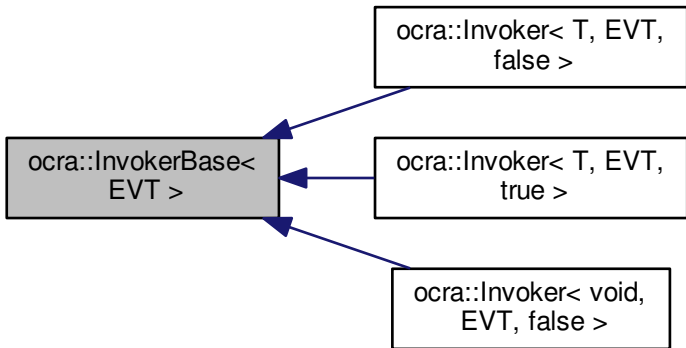 ocra::Invoker< T, EVT,
false >
ocra::InvokerBase<
EVT >
ocra::Invoker< T, EVT,
true >
ocra::Invoker< void,
EVT, false >